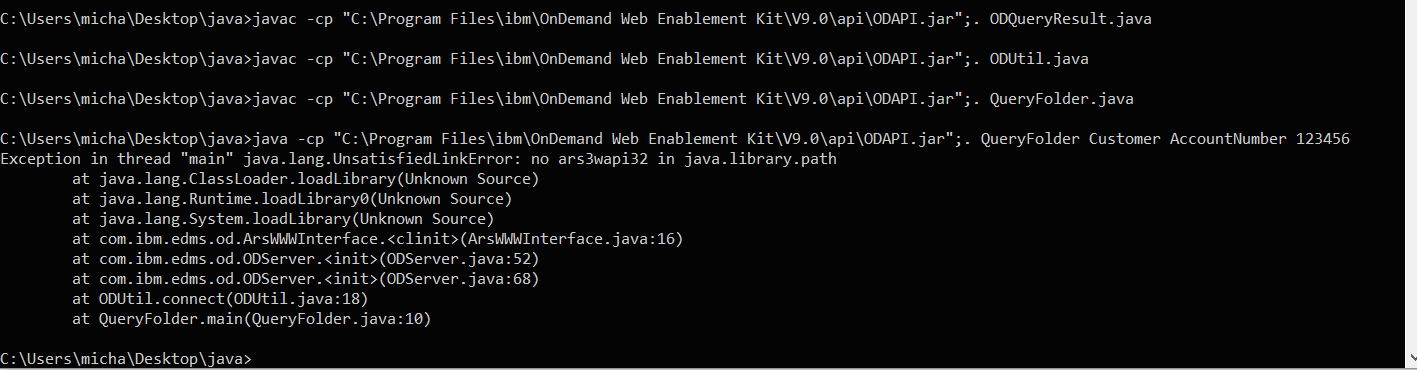 C:\Users\micha\Desktop\java>javac -cp "C:\Program Files\ibm\OnDemand Web Enablement Kit\V9.0\api\ODAPI.jar";. ODQueryResult.java
C:\Users\micha\Desktop\java>javac -cp "C:\Program Files\ibm\OnDemand Web Enablement Kit\V9.0\api\ODAPI.jar";. ODUtil.java
C:\Users\micha\Desktop\java>javac -cp "C:\Program Files\ibm\OnDemand Web Enablement Kit\V9.0\api\ODAPI.jar";. QueryFolder.java
C:\Users\micha\Desktop\java>java -cp "C:\Program Files\ibm\OnDemand Web Enablement Kit\V9.0\api\ODAPI.jar";. QueryFolder Customer AccountNumber 123456
Exception in thread "main" java.lang.UnsatisfiedLinkError: no ars3wapi32 in java.library.path
at java.lang.ClassLoader.loadLibrary(Unknown Source)
at java.lang.Runtime.loadLibrary0(Unknown Source)
at java.lang.System.loadLibrary(Unknown Source)
at com.ibm.edms.od.ArsWWWInterface.<clinit>(ArsWWWInterface.java:16)
at com.ibm.edms.od.ODServer.<init>(ODServer.java:52)
at com.ibm.edms.od.ODServer.<init>(ODServer.java:68)
at ODUtil.connect(ODUtil.java:18)
at QueryFolder.main(QueryFolder.java:10)
C:\Users\micha\Desktop\java>